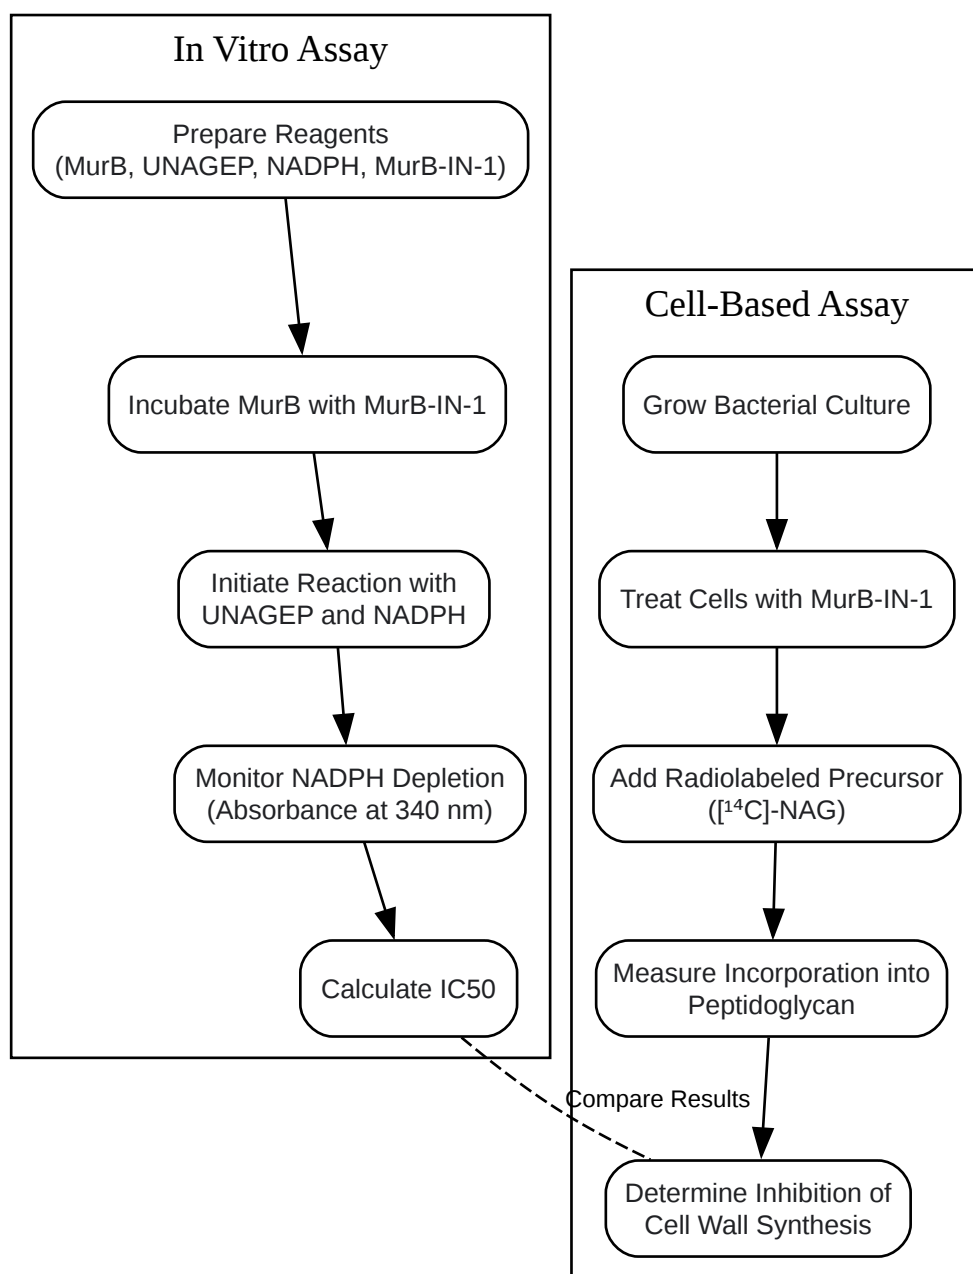 In Vitro Assay
Prepare Reagents
(MurB, UNAGEP, NADPH, MurB-IN-1)
Incubate MurB with MurB-IN-1
Initiate Reaction with
UNAGEP and NADPH
Monitor NADPH Depletion
(Absorbance at 340 nm)
Calculate IC50
Cell-Based Assay
Grow Bacterial Culture
Treat Cells with MurB-IN-1
Add Radiolabeled Precursor
([¹⁴C]-NAG)
Measure Incorporation into
Peptidoglycan
Compare Results
Determine Inhibition of
Cell Wall Synthesis